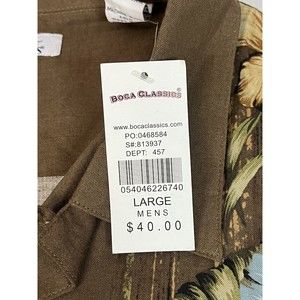 BOCA CLASSICS
www.bocaclassics.com
PO:0468584
S#:813937
DEPT: 457
054046226740
LARGE
MENS
$40.00